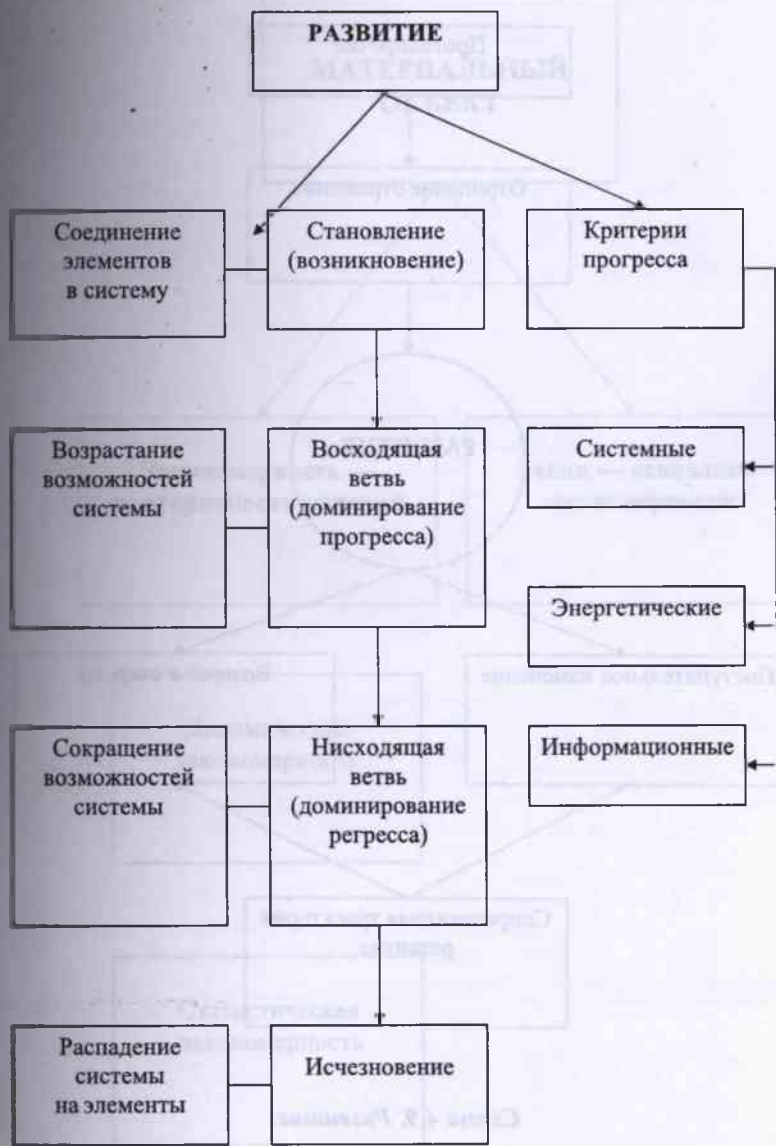 РАЗВИТИЕ
Соединение
элементов
в систему
Становление
(возникновение)
Критерии
прогресса
Возрастание
возможностей
системы
Восходящая
ветвь
(доминирование
прогресса)
Системные
Энергетические
Сокращение
возможностей
системы
Нисходящая
ветвь
(доминирование
регресса)
Информационные
Распадение
системы
на элементы
Исчезновение